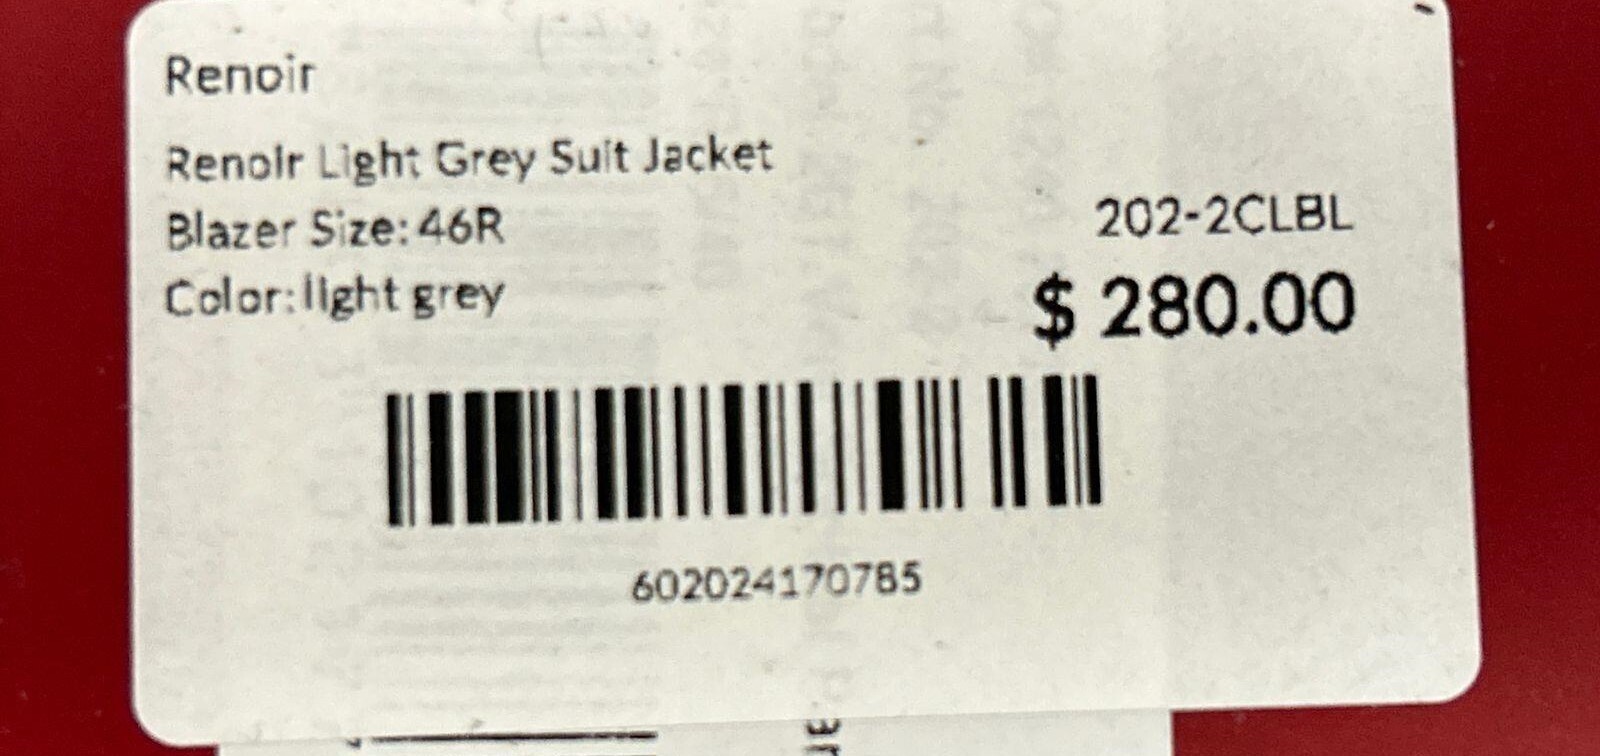 Renoir
Renoir Light Grey Suit Jacket
Blazer Size: 46R
202-2CLBL
Color: light grey
$ 280.00
602024170785